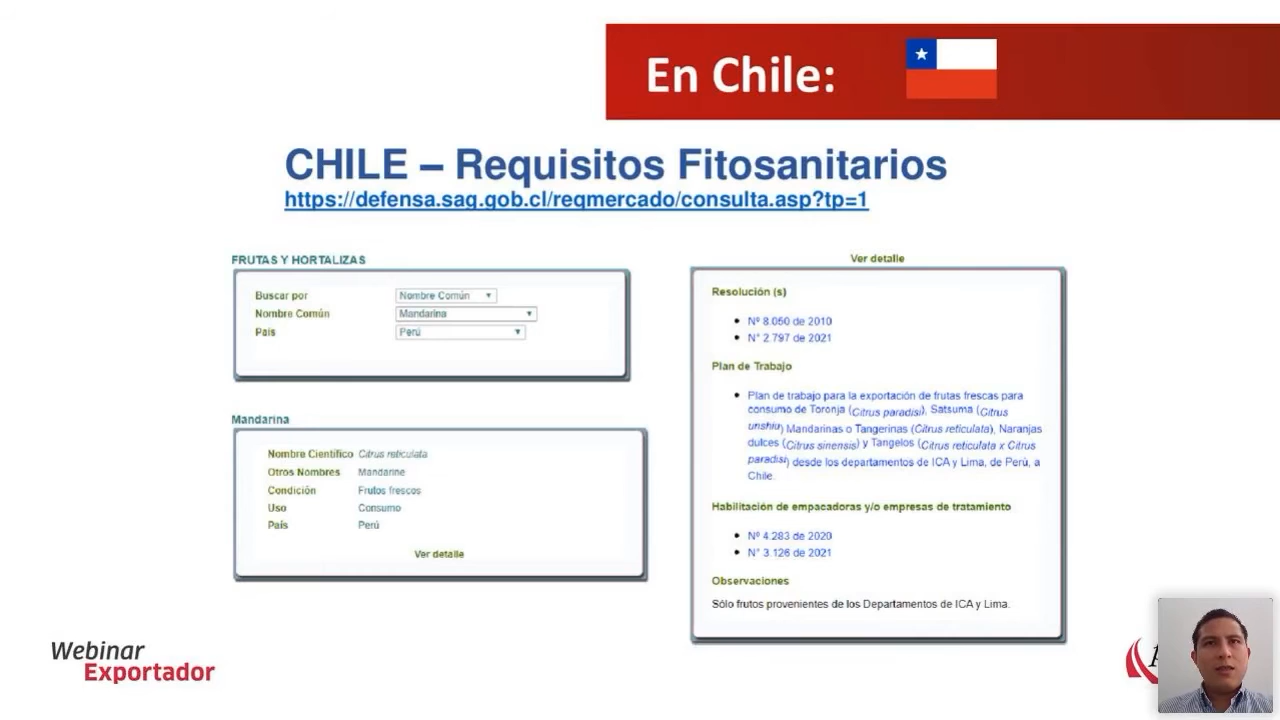 En Chile:
CHILE – Requisitos Fitosanitarios
https://defensa.sag.gob.cl/reqmercado/consulta.asp?tp=1
FRUTAS Y HORTALIZAS
Buscar por Nombre Común
Nombre Común Mandarina
País Perú
Mandarina
Nombre Científico Citrus reticulata
Otros Nombres Mandarine
Condición Frutos frescos
Uso Consumo
País Perú
Ver detalle
Ver detalle
Resolución (s)
Nº 8.050 de 2010
N° 2.797 de 2021
Plan de Trabajo
Plan de trabajo para la exportación de frutas frescas para
consumo de Toronja (Citrus paradisi), Satsuma (Citrus
unshiu) Mandarinas o Tangerinas (Citrus reticulata), Naranjas
dulces (Citrus sinensis) y Tangelos (Citrus reticulata x Citrus
paradisi) desde los departamentos de ICA y Lima, de Perú, a
Chile.
Habilitación de empacadoras y/o empresas de tratamiento
Nº 4.283 de 2020
N° 3.126 de 2021
Observaciones
Sólo frutos provenientes de los Departamentos de ICA y Lima.
Webinar
Exportador